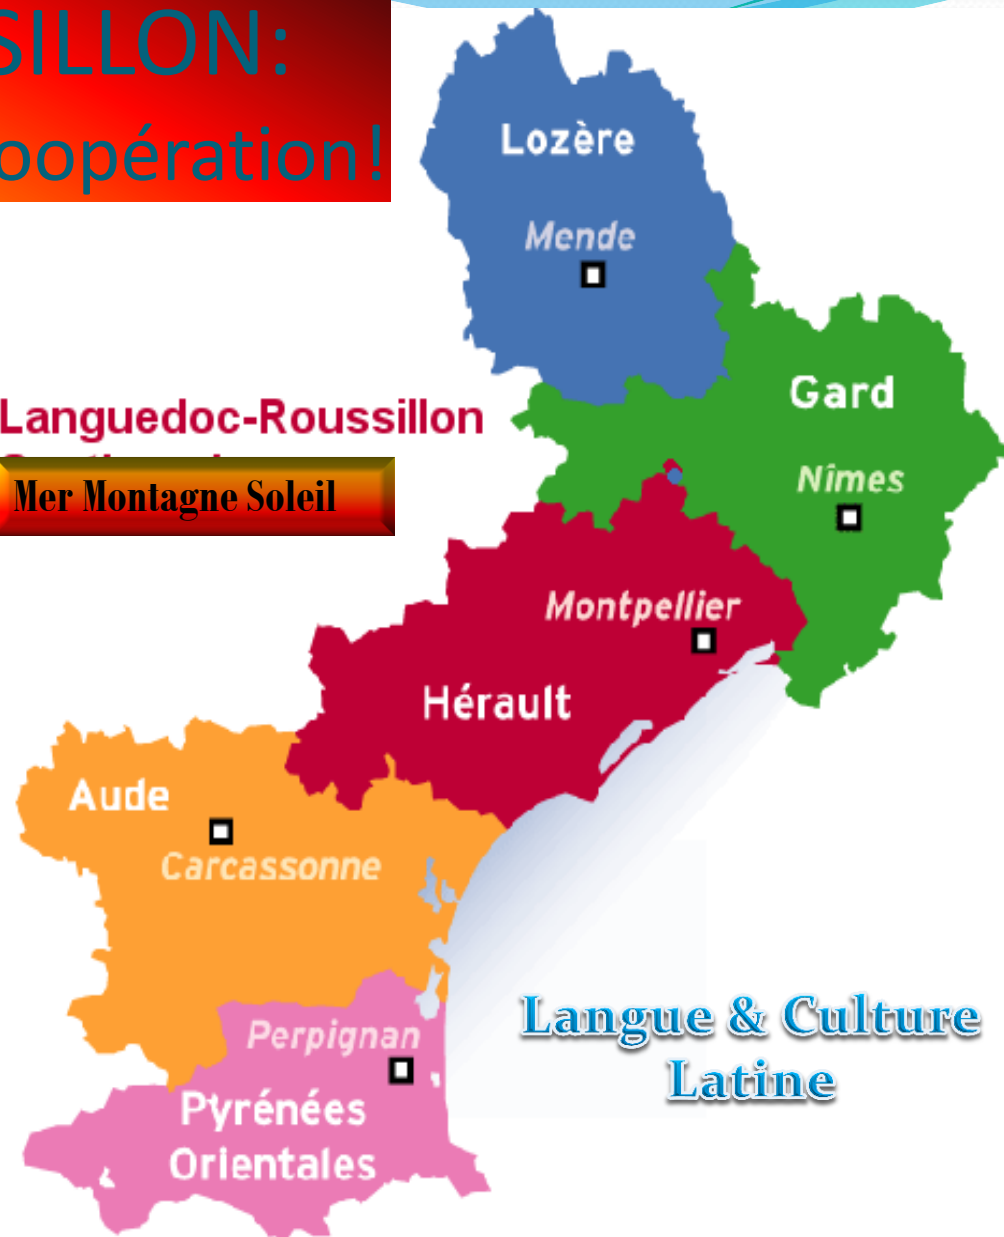 SILLON:
oopération!
Lozère
Mende
Gard
Languedoc-Roussillon
Mer Montagne Soleil
Nîmes
Montpellier
Hérault
Aude
Carcassonne
Langue & Culture
Latine
Perpignan
Pyrénées
Orientales